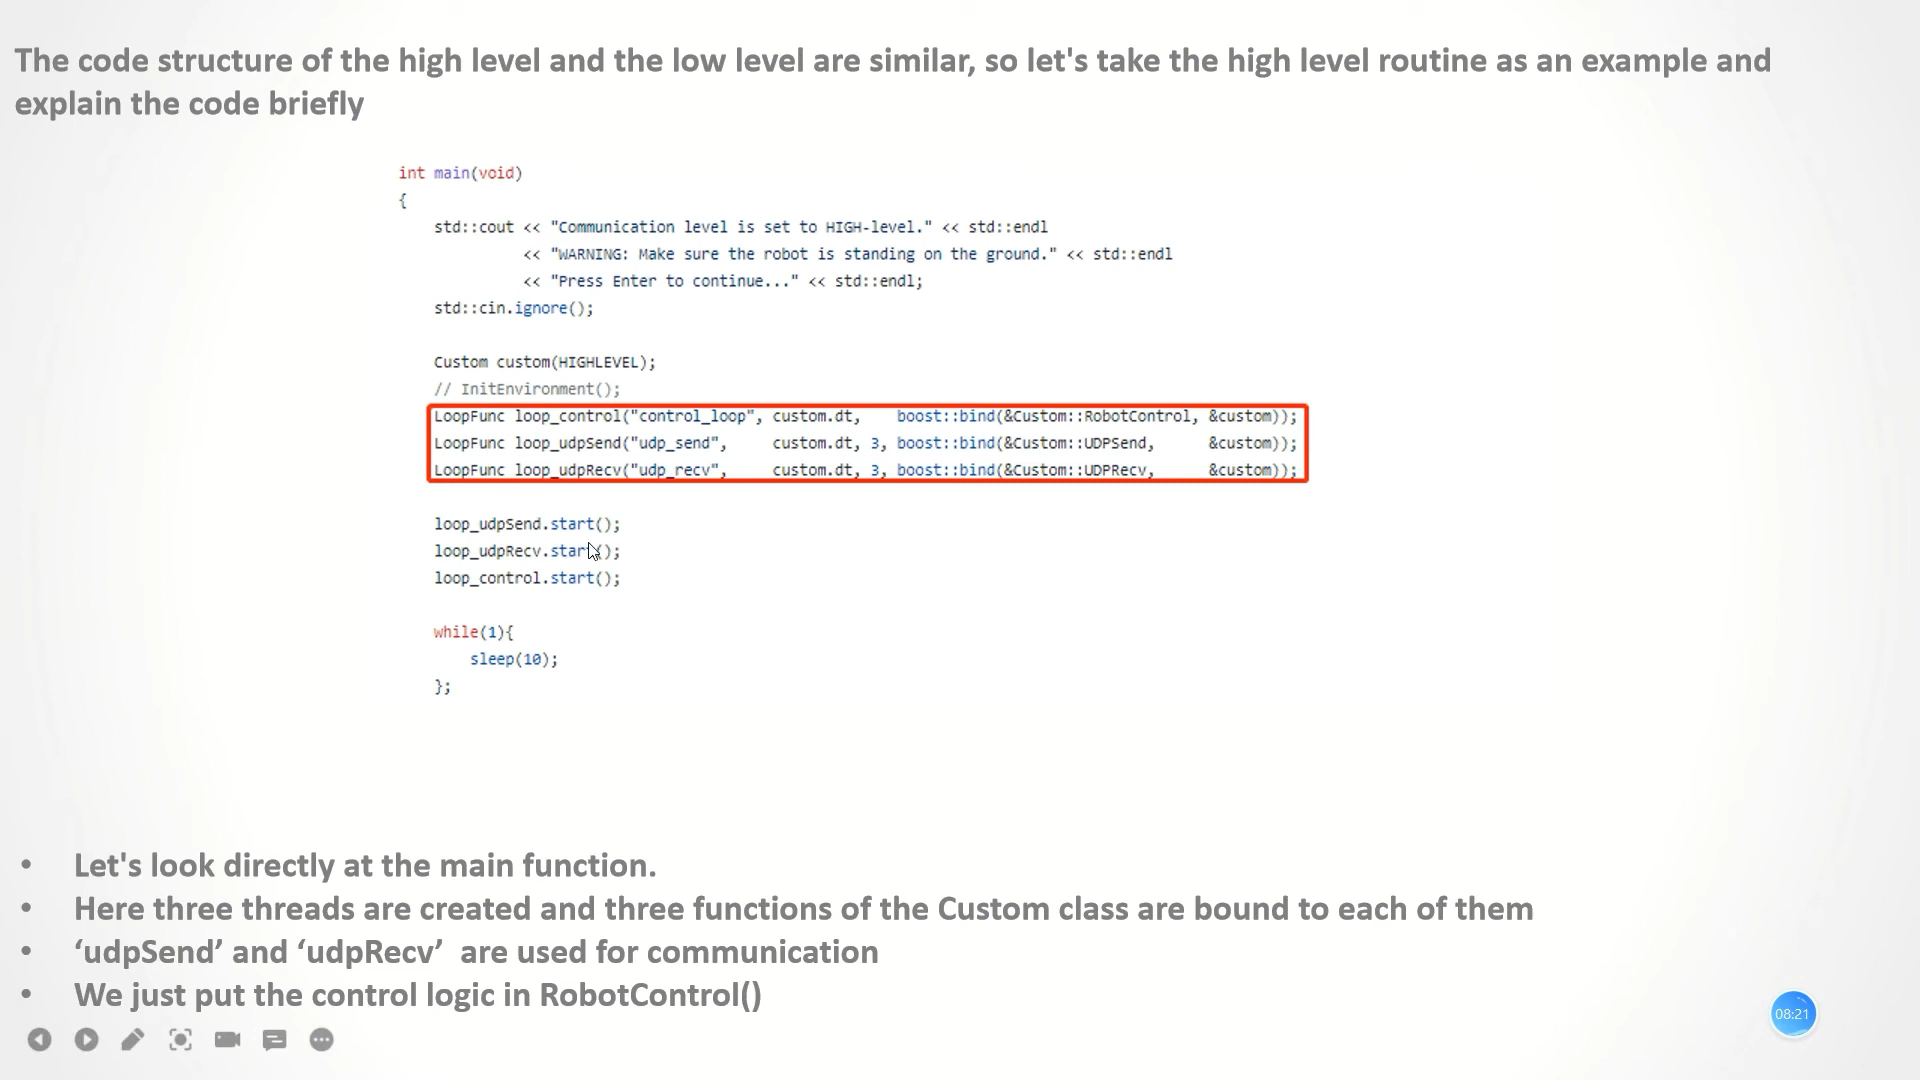 The code structure of the high level and the low level are similar, so let's take the high level routine as an example and
explain the code briefly
int main(void)
{
    std::cout << "Communication level is set to HIGH-level." << std::endl
              << "WARNING: Make sure the robot is standing on the ground." << std::endl
              << "Press Enter to continue..." << std::endl;
    std::cin.ignore();
    Custom custom(HIGHLEVEL);
    // InitEnvironment();
    LoopFunc loop_control("control_loop", custom.dt,    boost::bind(&Custom::RobotControl, &custom));
    LoopFunc loop_udpSend("udp_send",     custom.dt, 3, boost::bind(&Custom::UDPSend,      &custom));
    LoopFunc loop_udpRecv("udp_recv",     custom.dt, 3, boost::bind(&Custom::UDPRecv,      &custom));
    loop_udpSend.start();
    loop_udpRecv.start();
    loop_control.start();
    while(1){
        sleep(10);
    };
• Let's look directly at the main function.
• Here three threads are created and three functions of the Custom class are bound to each of them
• ‘udpSend’ and ‘udpRecv’  are used for communication
• We just put the control logic in RobotControl()
08:21